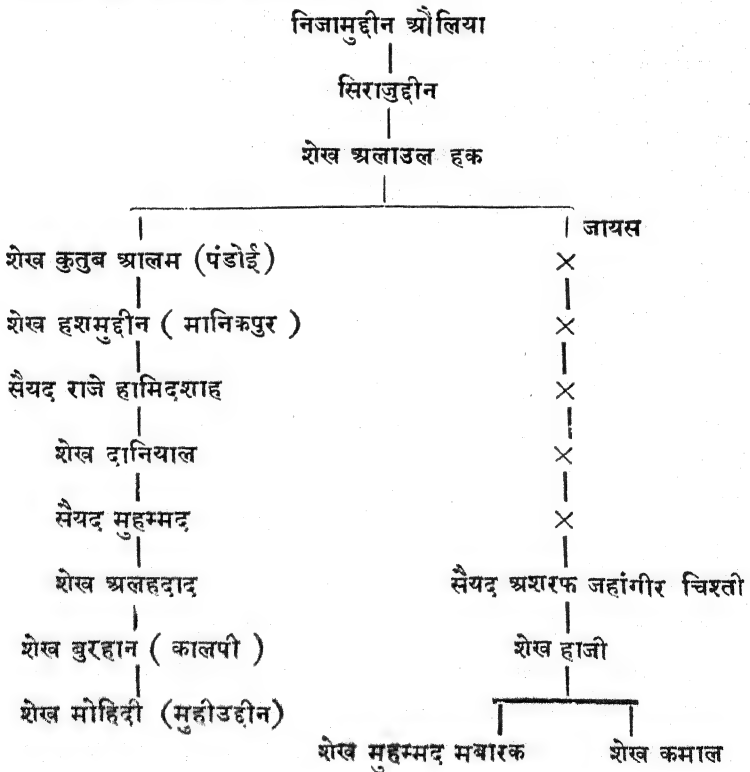 निजामुद्दीन औलिया
सिराजुद्दीन
शेख अलाउल हक
जायस
शेख कुतुब आलम (पंडोई)
×
शेख हशमुद्दीन ( मानिकपुर )
×
सैयद राजे हामिदशाह
×
शेख दानियाल
×
सैयद मुहम्मद
×
शेख अलहदाद
सैयद अशरफ जहांगीर चिश्ती
शेख बुरहान ( कालपी )
शेख हाजी
शेख मोहिदी (मुहीउद्दीन)
शेख मुहम्मद मबारक
शेख कमाल